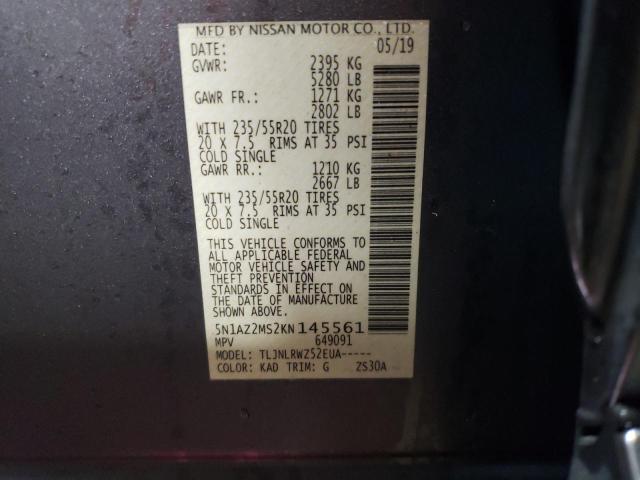 MFD BY NISSAN MOTOR CO., LTD.
DATE: 05/19
GVWR: 2395 KG
5280 LB
GAWR FR.: 1271 KG
2802 LB
WITH 235/55R20 TIRES
20 X 7.5 RIMS AT 35 PSI
COLD SINGLE
GAWR RR.: 1210 KG
2667 LB
WITH 235/55R20 TIRES
20 X 7.5 RIMS AT 35 PSI
COLD SINGLE
THIS VEHICLE CONFORMS TO
ALL APPLICABLE FEDERAL
MOTOR VEHICLE SAFETY AND
THEFT PREVENTION
STANDARDS IN EFFECT ON
THE DATE OF MANUFACTURE
SHOWN ABOVE.
5N1AZ2MS2KN145561
MPV 649091
MODEL: TLJNLRWZ52EUA-----
COLOR: KAD TRIM: G ZS30A